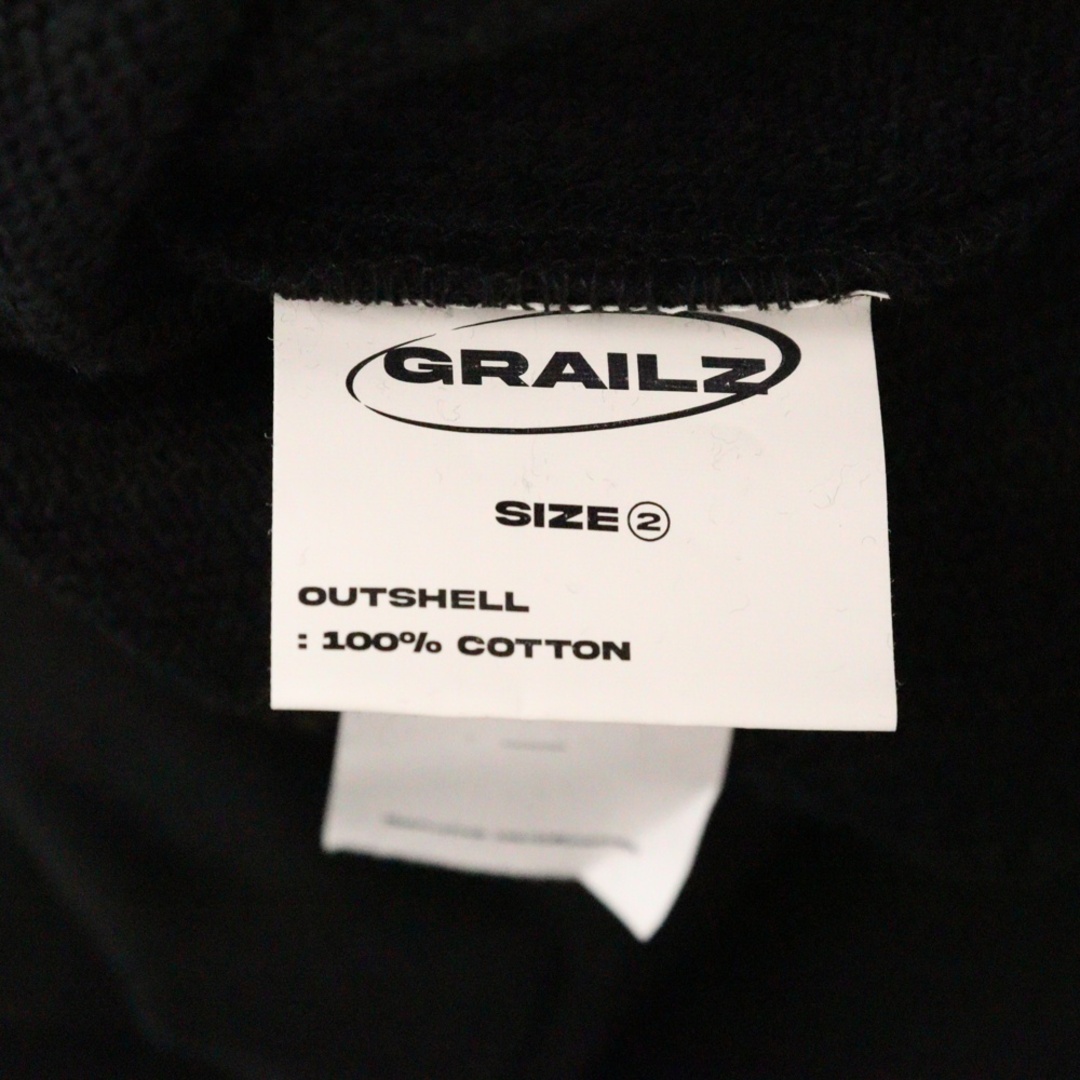 GRAILZ
SIZE ②
OUTSHELL
: 100% COTTON